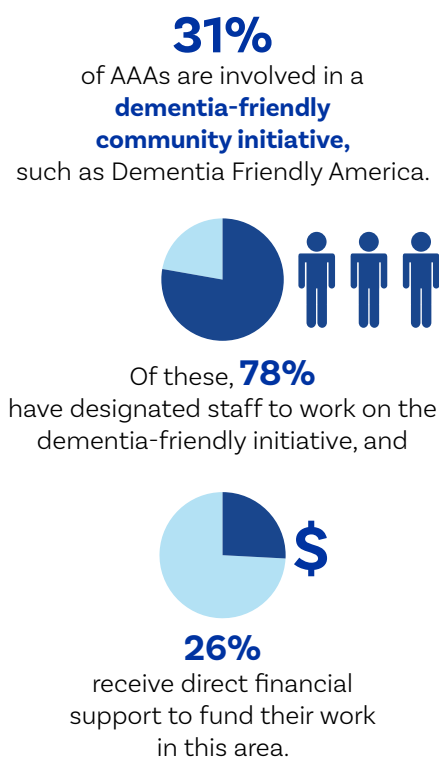 31%
of AAAs are involved in a
dementia-friendly
community initiative,
such as Dementia Friendly America.
Of these, 78%
have designated staff to work on the
dementia-friendly initiative, and
$
26%
receive direct financial
support to fund their work
in this area.